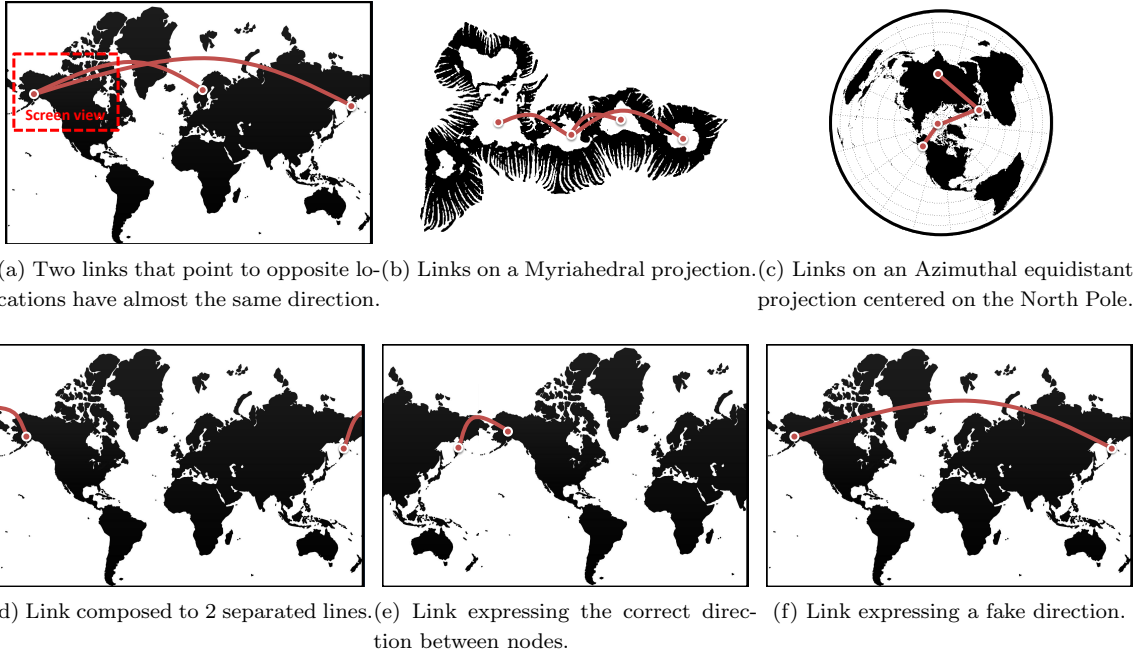 Screen view
(a) Two links that point to opposite lo-
cations have almost the same direction.
(b) Links on a Myriahedral projection.
(c) Links on an Azimuthal equidistant
projection centered on the North Pole.
d) Link composed to 2 separated lines.
(e) Link expressing the correct direc-
tion between nodes.
(f) Link expressing a fake direction.